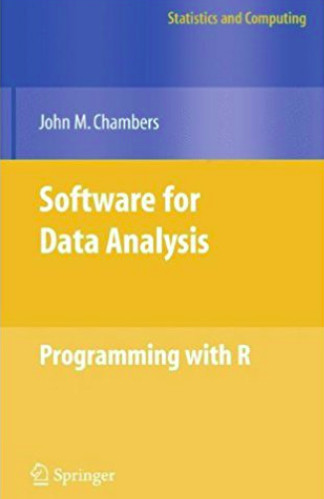 Statistics and Computing
John M. Chambers
Software for
Data Analysis
Programming with R
Springer